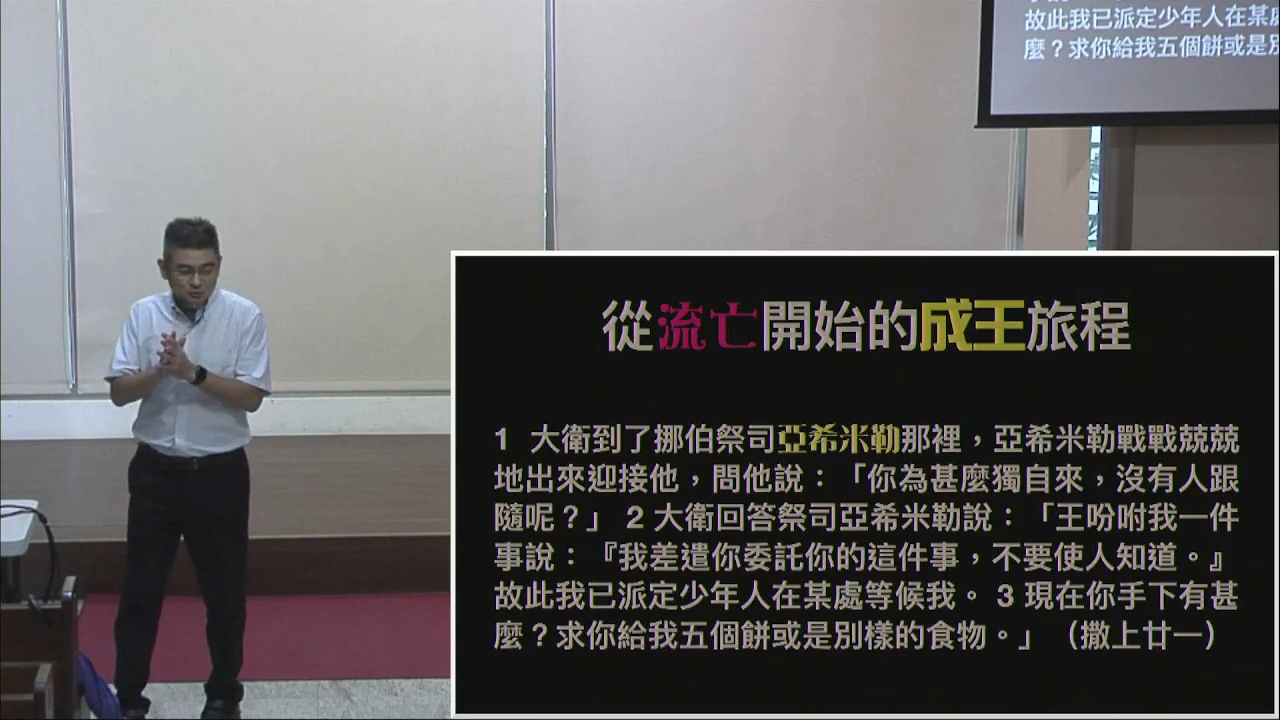 故此我已派定少年人在某處
麼？求你給我五個餅或是別
從流亡開始的成王旅程
1 大衛到了挪伯祭司亞希米勒那裡，亞希米勒戰戰兢兢
地出來迎接他，問他說：「你為甚麼獨自來，沒有人跟
隨呢？」 2 大衛回答祭司亞希米勒說：「王吩咐我一件
事說：『我差遣你委託你的這件事，不要使人知道。』
故此我已派定少年人在某處等候我。 3 現在你手下有甚
麼？求你給我五個餅或是別樣的食物。」（撒上廿一）